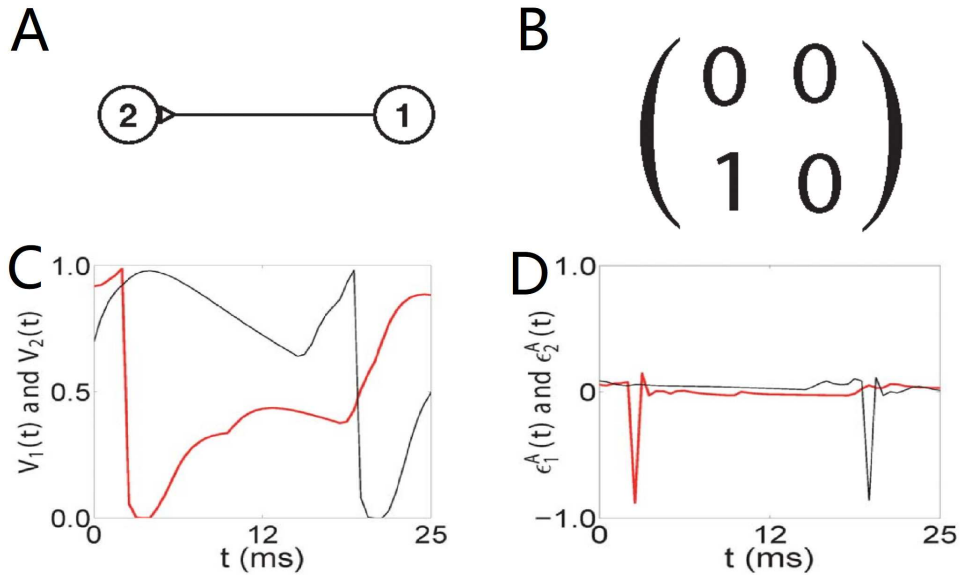 A
2 1
B
0 0
1 0
C
1.0
0.5
0.0
0 12 25
t (ms)
V₁(t) and V₂(t)
D
1.0
0
−1.0
0 12 25
t (ms)
ϵ₁ᴬ(t) and ϵ₂ᴬ(t)